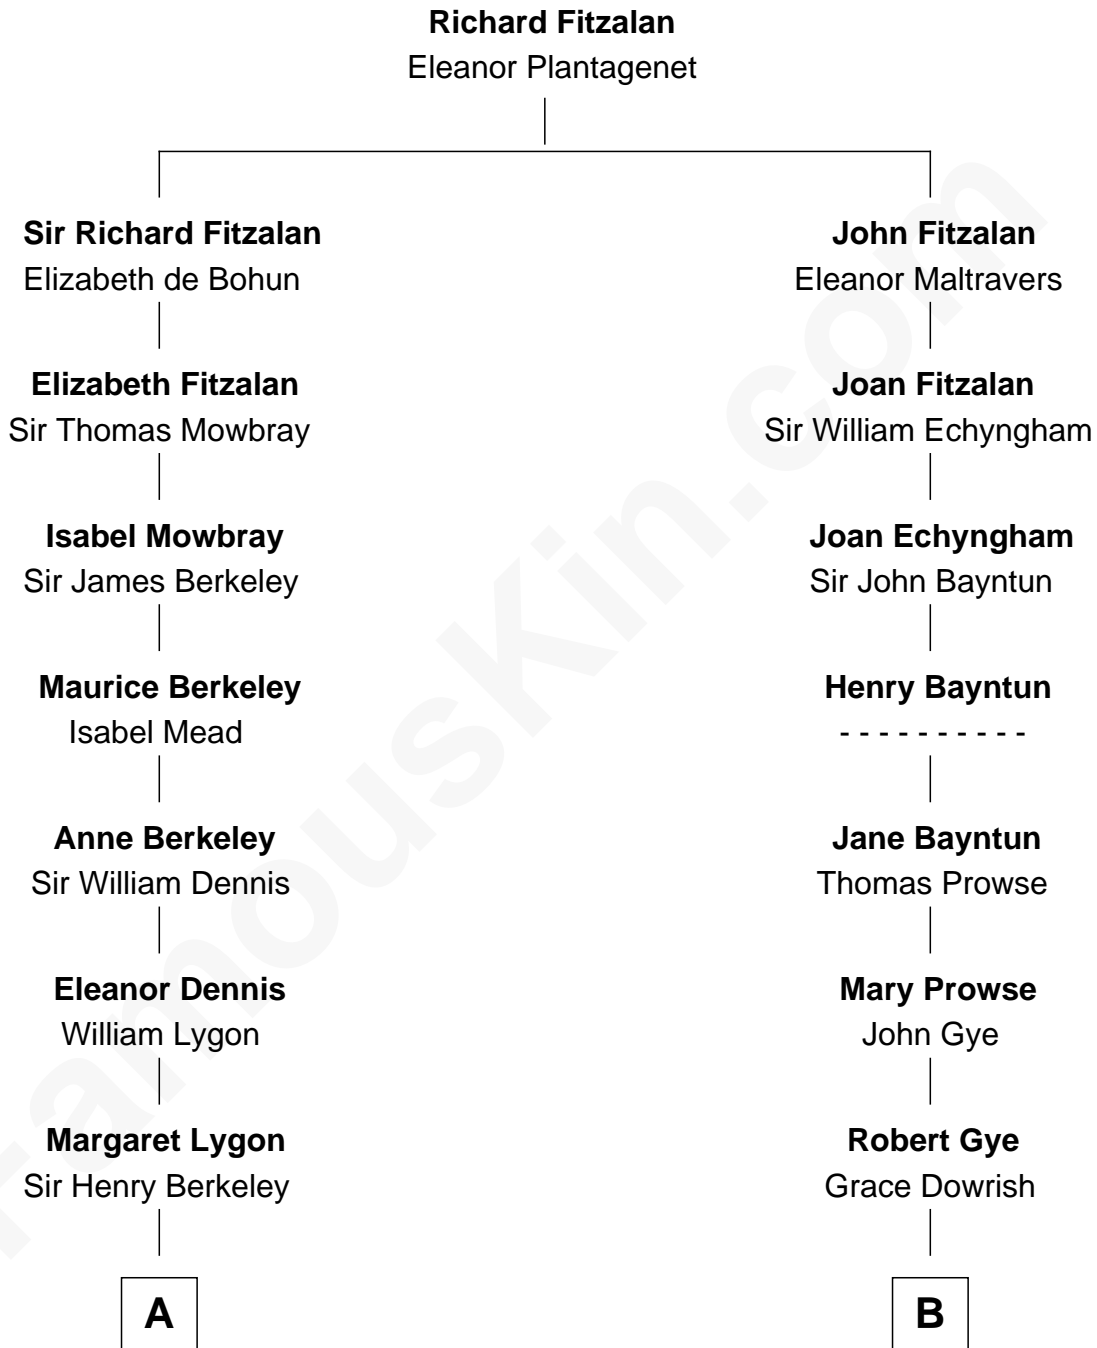 Richard Fitzalan
Eleanor Plantagenet
Sir Richard Fitzalan
Elizabeth de Bohun
John Fitzalan
Eleanor Maltravers
Elizabeth Fitzalan
Sir Thomas Mowbray
Joan Fitzalan
Sir William Echyngham
Isabel Mowbray
Sir James Berkeley
Joan Echyngham
Sir John Bayntun
Maurice Berkeley
Isabel Mead
Henry Bayntun
- - - - - - - - - -
Anne Berkeley
Sir William Dennis
Jane Bayntun
Thomas Prowse
Eleanor Dennis
William Lygon
Mary Prowse
John Gye
Margaret Lygon
Sir Henry Berkeley
Robert Gye
Grace Dowrish
A
B
FamousKin.com